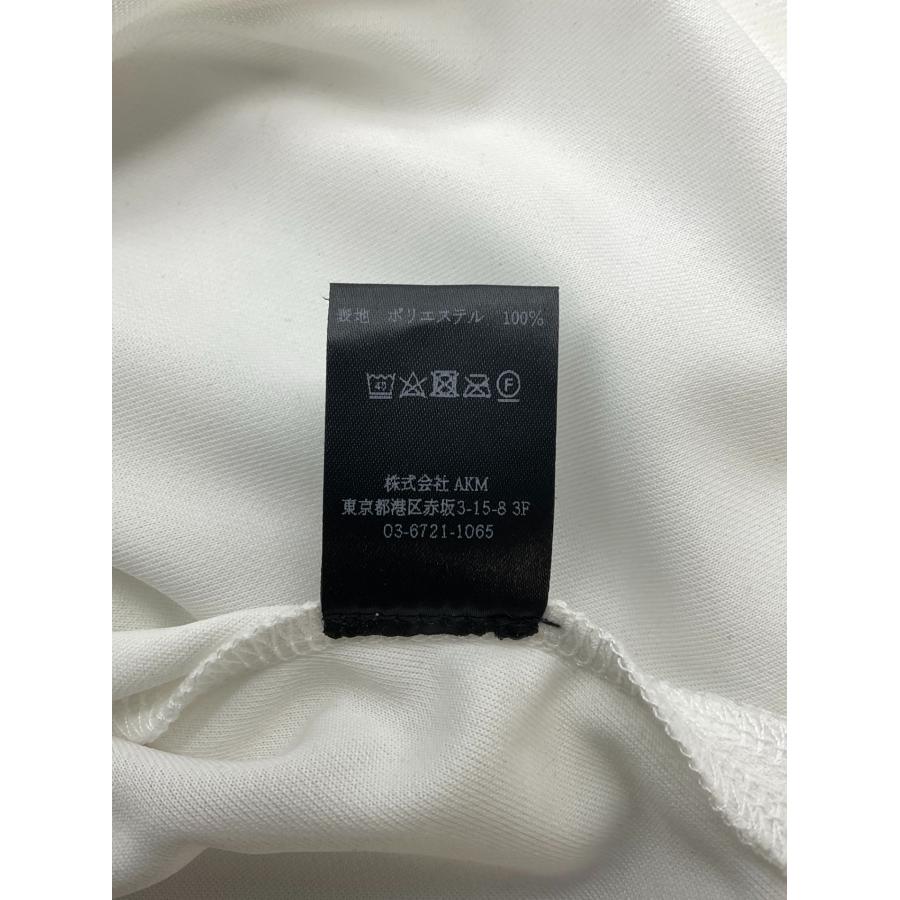 表地 ポリエステル 100%
40 F
株式会社 AKM
東京都港区赤坂3-15-8 3F
03-6721-1065